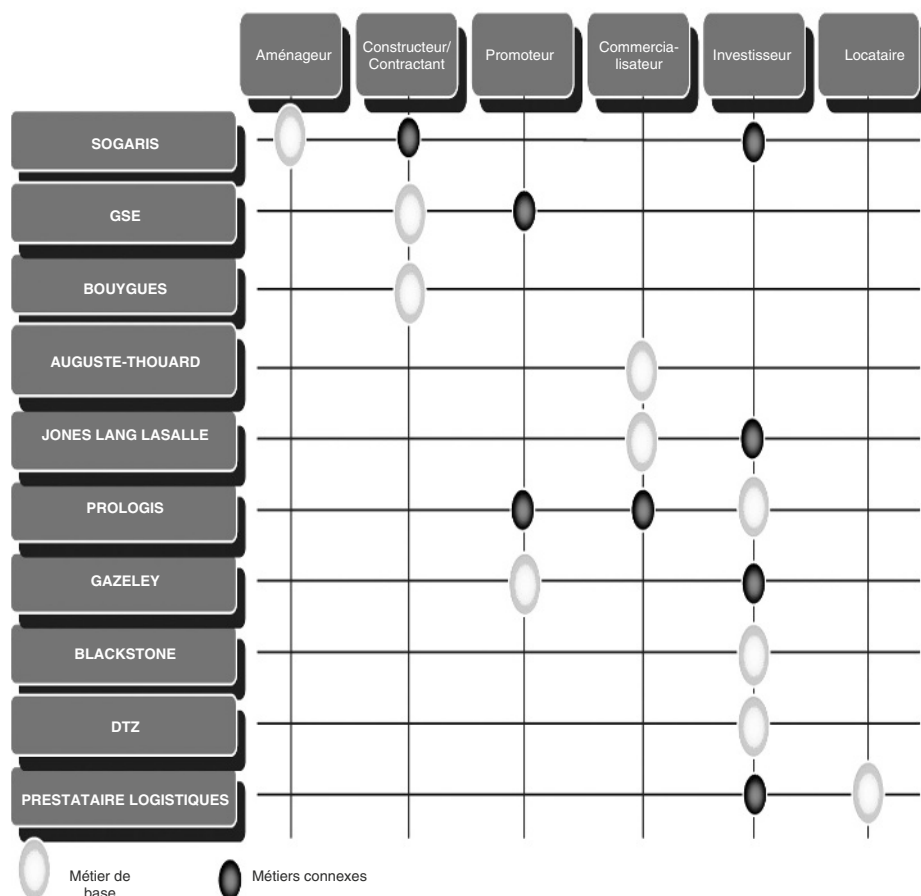 Aménageur
Constructeur/
Contractant
Promoteur
Commercia-
lisateur
Investisseur
Locataire
SOGARIS
GSE
BOUYGUES
AUGUSTE-THOUARD
JONES LANG LASALLE
PROLOGIS
GAZELEY
BLACKSTONE
DTZ
PRESTATAIRE LOGISTIQUES
Métier de
base
Métiers connexes